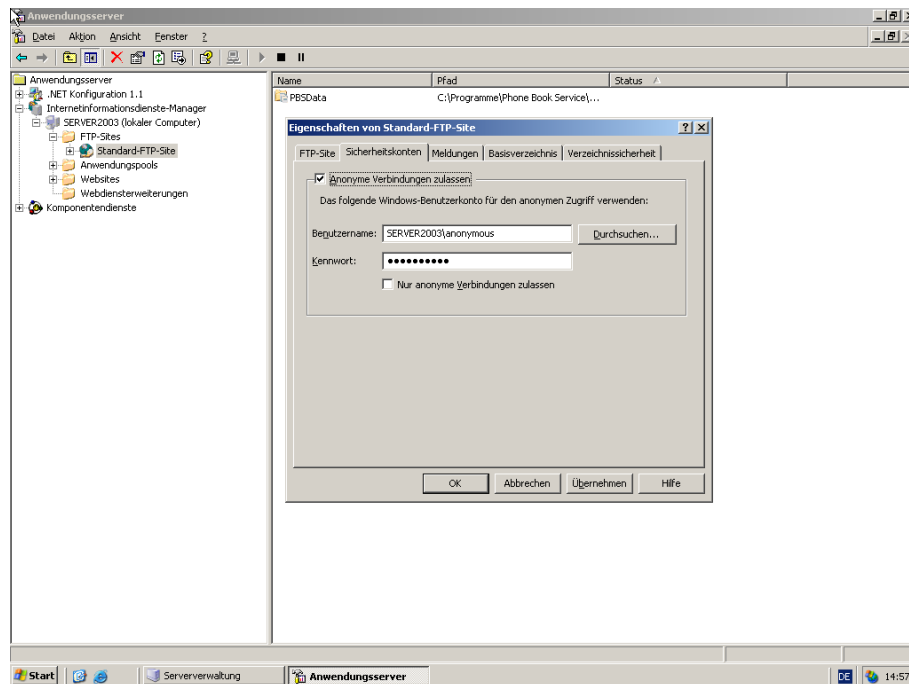 Anwendungsserver
Datei Aktion Ansicht Fenster ?
Anwendungsserver
.NET Konfiguration 1.1
Internetinformationsdienste-Manager
SERVER2003 (lokaler Computer)
FTP-Sites
Standard-FTP-Site
Anwendungspools
Websites
Webdiensterweiterungen
Komponentendienste
Name Pfad Status
PBSData C:\Programme\Phone Book Service\...
Eigenschaften von Standard-FTP-Site
FTP-Site Sicherheitskonten Meldungen Basisverzeichnis Verzeichnissicherheit
Anonyme Verbindungen zulassen
Das folgende Windows-Benutzerkonto für den anonymen Zugriff verwenden:
Benutzername: SERVER2003\anonymous Durchsuchen...
Kennwort: ●●●●●●●●●●
Nur anonyme Verbindungen zulassen
OK Abbrechen Übernehmen Hilfe
Start Serververwaltung Anwendungsserver DE 14:57